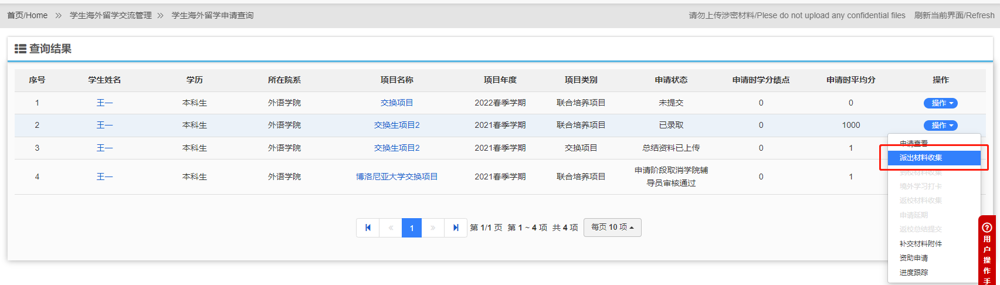 首页/Home » 学生海外留学交流管理 » 学生海外留学申请查询 请勿上传涉密材料/Plese do not upload any confidential files 刷新当前界面/Refresh
查询结果
序号 学生姓名 学历 所在院系 项目名称 项目年度 项目类别 申请状态 申请时学分绩点 申请时平均分 操作
1 王一 本科生 外语学院 交换项目 2022春季学期 联合培养项目 未提交 0 0 操作
2 王一 本科生 外语学院 交换生项目2 2021春季学期 联合培养项目 已录取 0 1000 操作
3 王一 本科生 外语学院 交换生项目2 2021春季学期 交换项目 总结资料已上传 0 1
4 王一 本科生 外语学院 博洛尼亚大学交换项目 2021春季学期 联合培养项目 申请阶段取消学院辅
导员审核通过 0 1
申请查看
派出材料收集
到校材料收集
境外学习打卡
返校材料收集
申请延期
返校总结提交
补交材料附件
资助申请
进度跟踪
« 1 » 第 1/1 页 第 1 ~ 4 项 共 4 项 每页 10 项
用
户
操
作
手